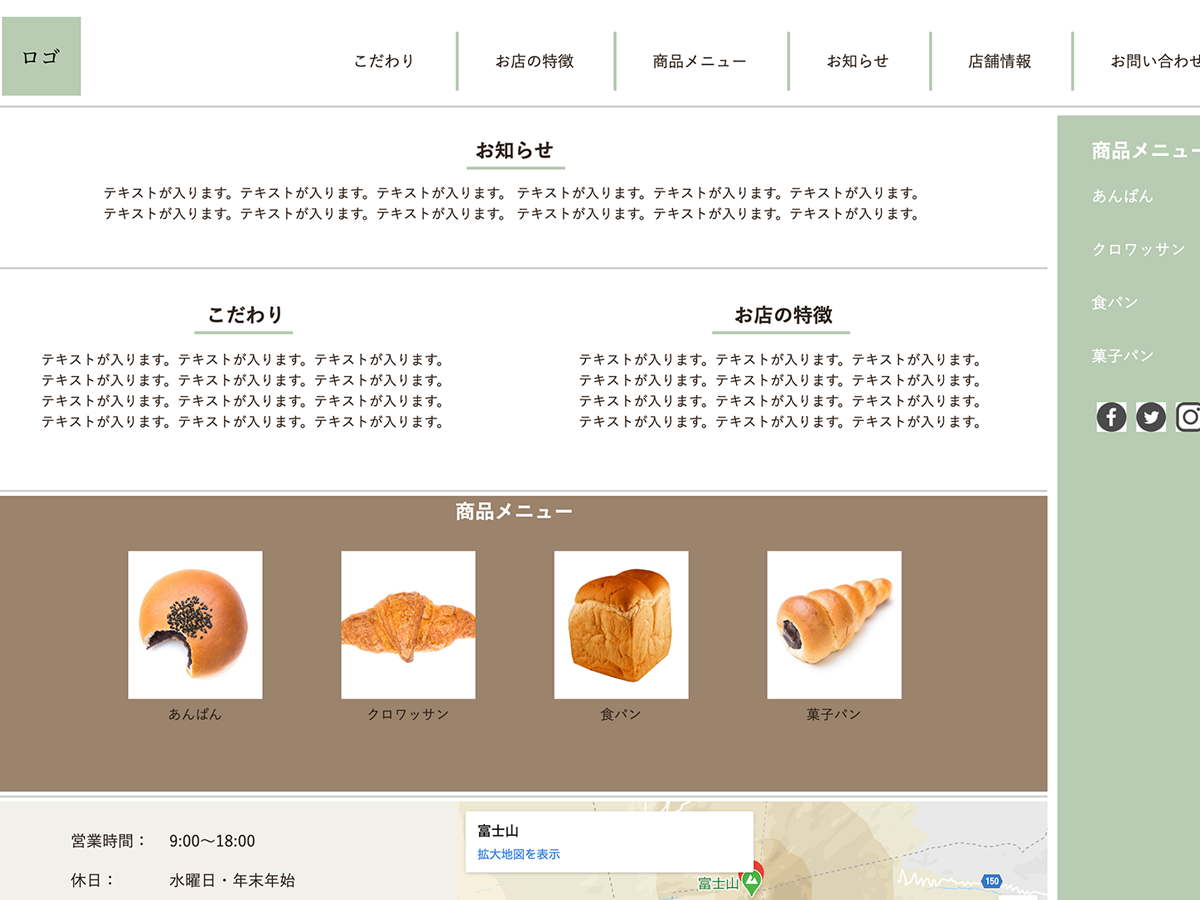 ロゴ
こだわり
お店の特徴
商品メニュー
お知らせ
店舗情報
お問い合わせ
お知らせ
テキストが入ります。テキストが入ります。テキストが入ります。 テキストが入ります。テキストが入ります。テキストが入ります。
テキストが入ります。テキストが入ります。テキストが入ります。 テキストが入ります。テキストが入ります。テキストが入ります。
こだわり
テキストが入ります。テキストが入ります。テキストが入ります。
テキストが入ります。テキストが入ります。テキストが入ります。
テキストが入ります。テキストが入ります。テキストが入ります。
テキストが入ります。テキストが入ります。テキストが入ります。
お店の特徴
テキストが入ります。テキストが入ります。テキストが入ります。
テキストが入ります。テキストが入ります。テキストが入ります。
テキストが入ります。テキストが入ります。テキストが入ります。
テキストが入ります。テキストが入ります。テキストが入ります。
商品メニュー
あんぱん
クロワッサン
食パン
菓子パン
営業時間： 9:00〜18:00
休日： 水曜日・年末年始
富士山
拡大地図を表示
富士山
150
商品メニュー
あんぱん
クロワッサン
食パン
菓子パン